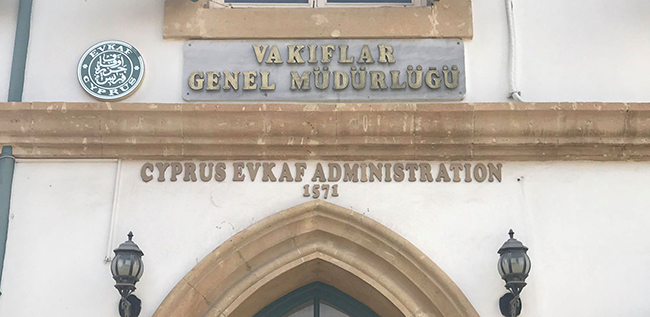 EVKAF
CYPRUS
VAKIFLAR
GENEL MÜDÜRLÜĞÜ
CYPRUS EVKAF ADMINISTRATION
1571